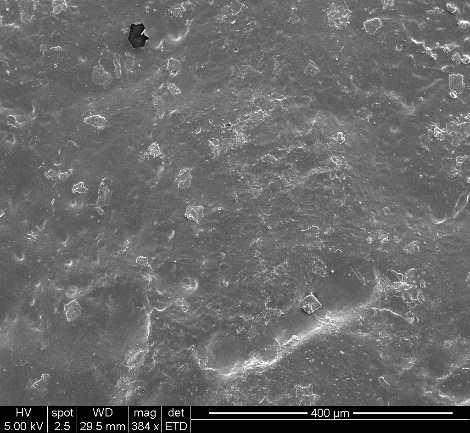 HV spot WD mag det
5.00 kV 2.5 29.5 mm 384 x ETD 400 µm